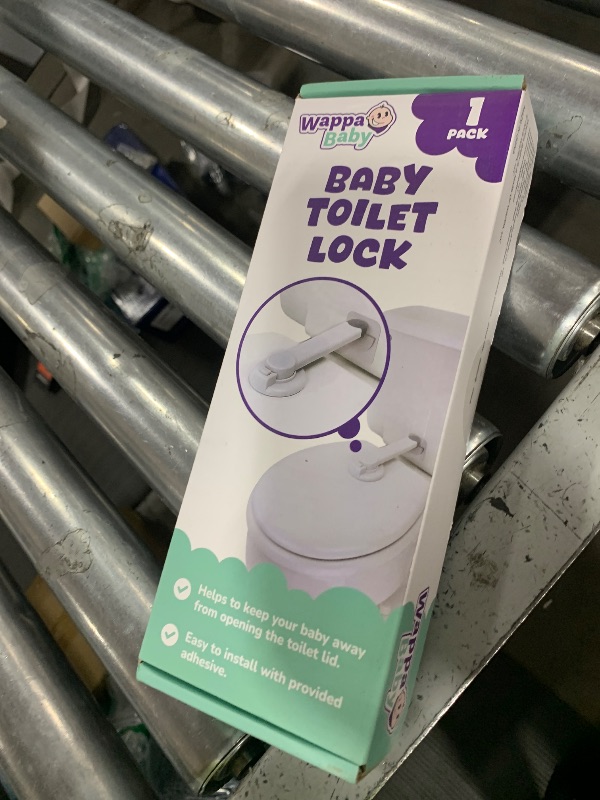 Wappa
Baby
1
PACK
BABY
TOILET
LOCK
Helps to keep your baby away
from opening the toilet lid.
Easy to install with provided
adhesive.
Wappa
Baby